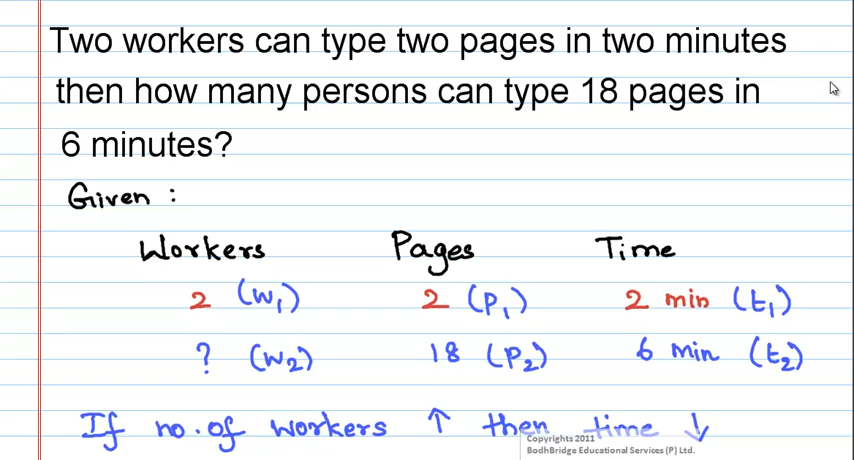 Two workers can type two pages in two minutes
then how many persons can type 18 pages in
6 minutes?
Given :
Workers Pages Time
2 (W₁) 2 (P₁) 2 min (t₁)
? (W₂) 18 (P₂) 6 min (t₂)
If no. of workers ↑ then time ↓
Copyrights 2011
BodhBridge Educational Services (P) Ltd.